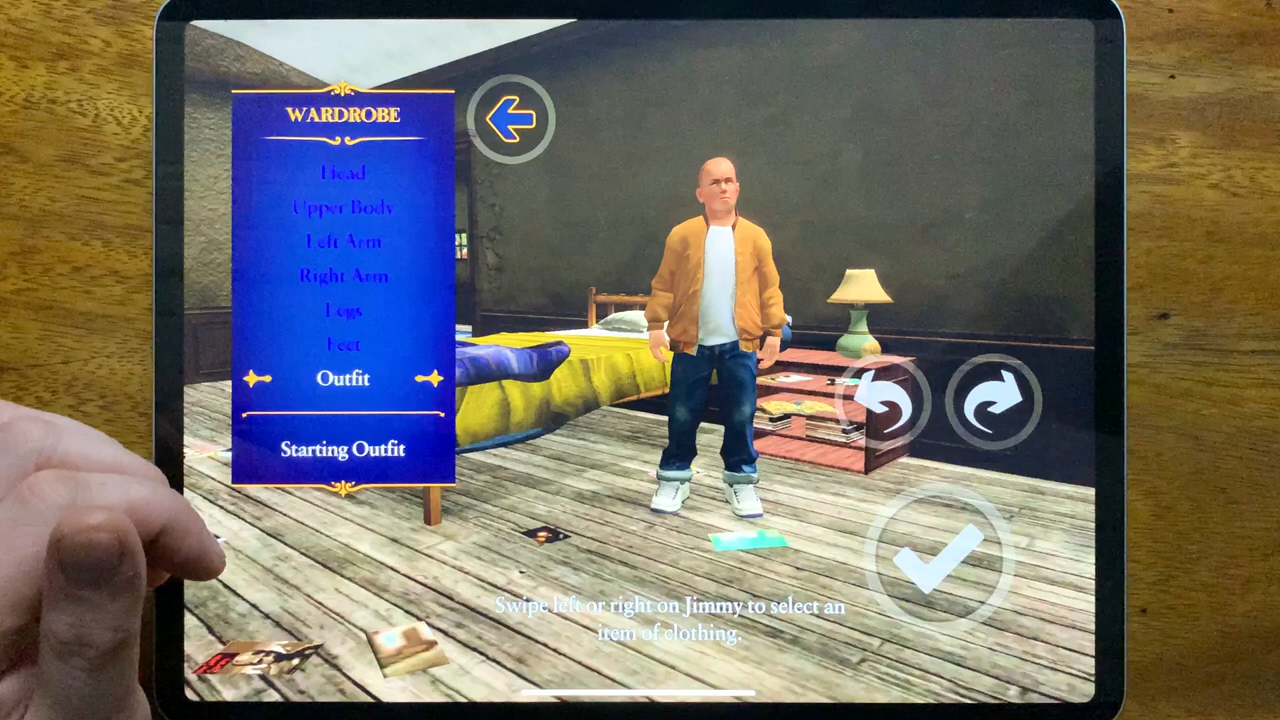 WARDROBE
Head
Upper Body
Left Arm
Right Arm
Legs
Feet
Outfit
Starting Outfit
Swipe left or right on Jimmy to select an
item of clothing.